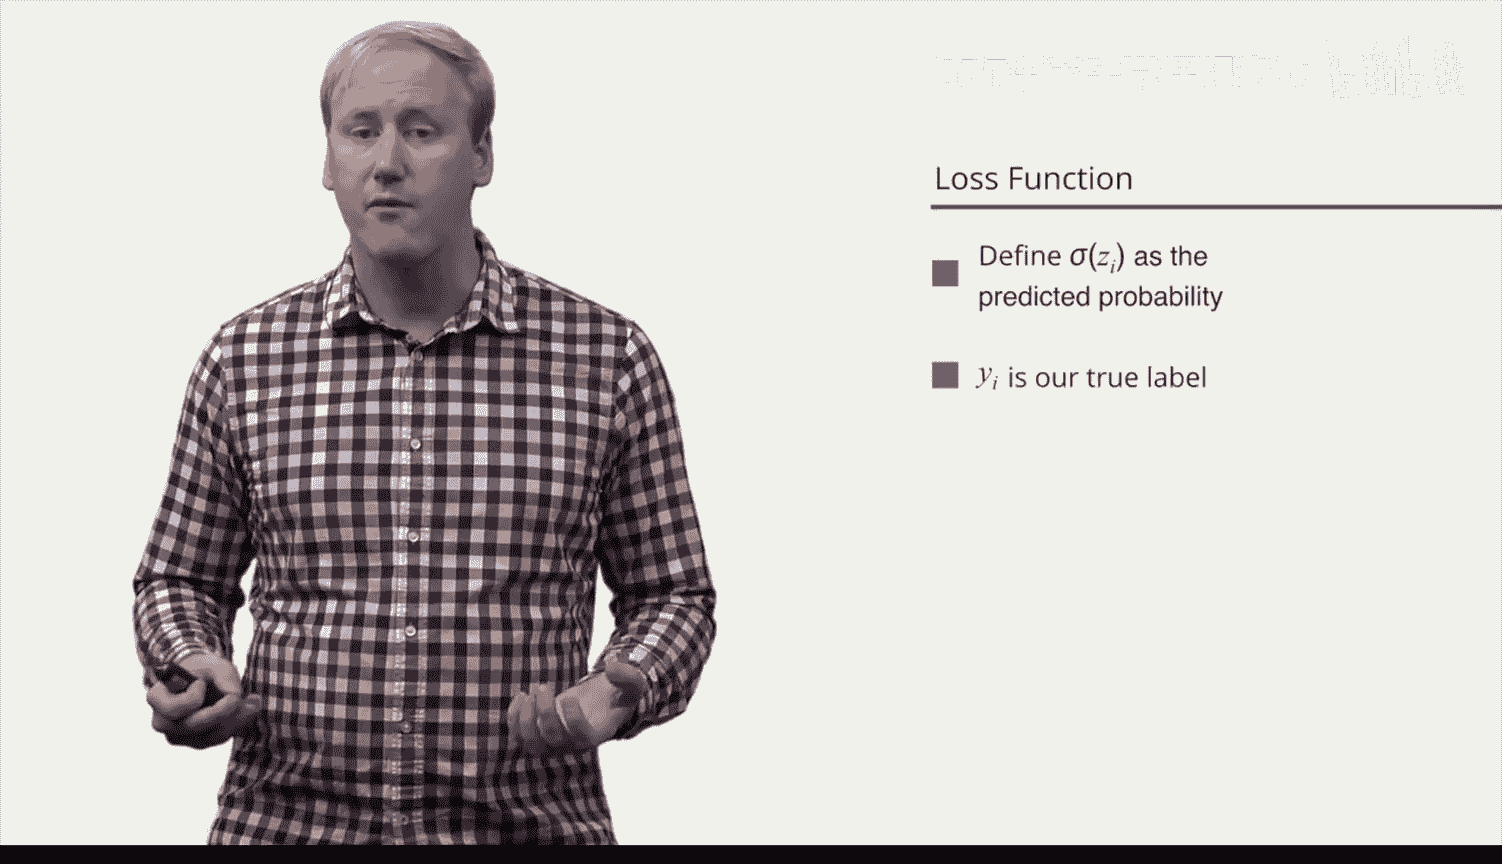 Loss Function
Define σ(zᵢ) as the
predicted probability
yᵢ is our true label